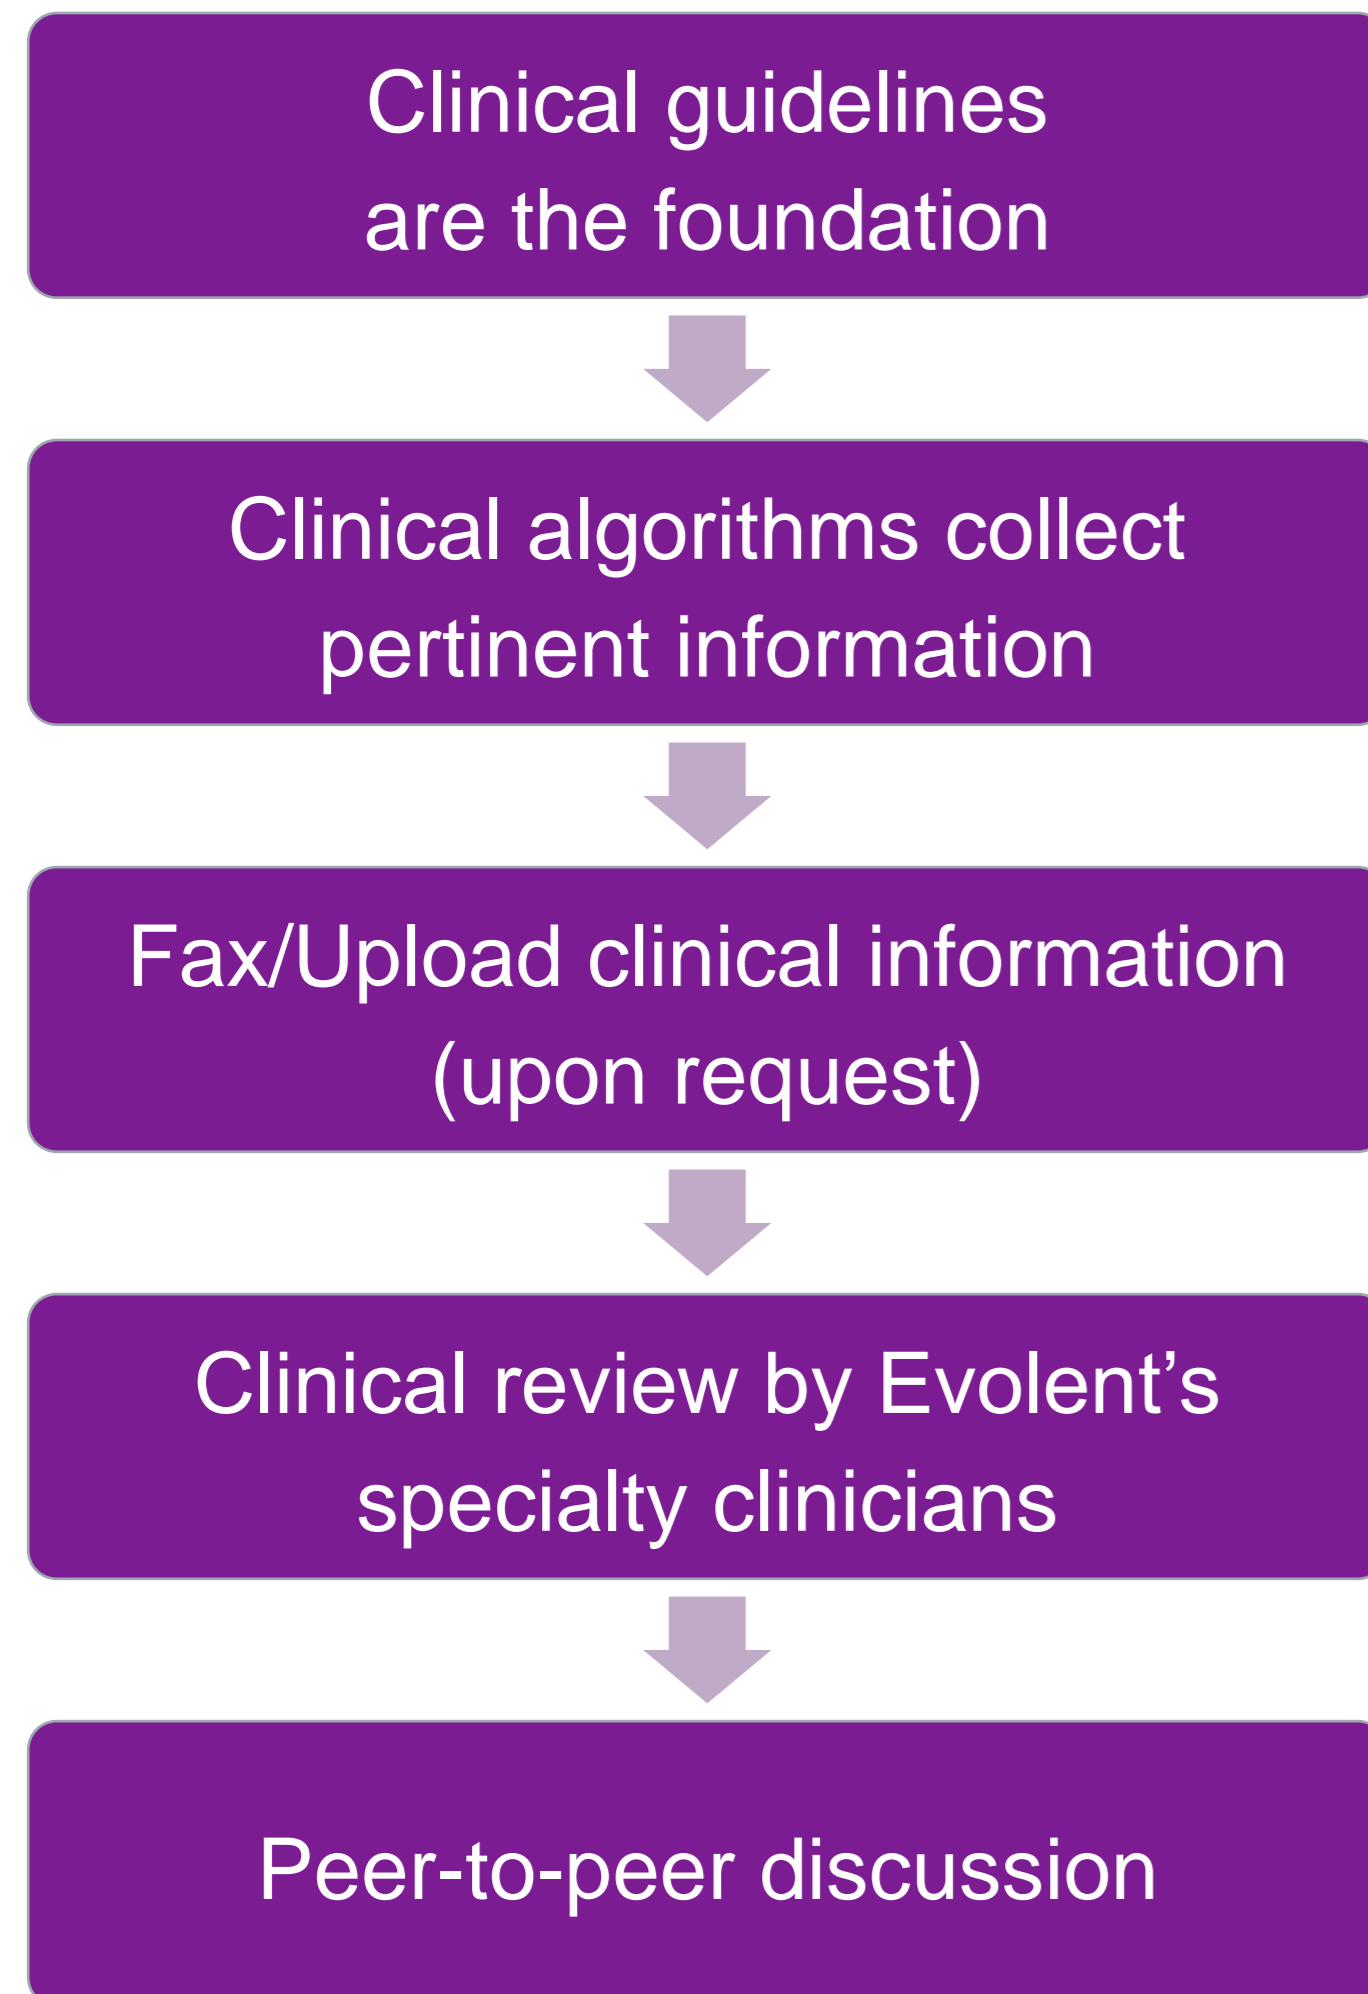 Clinical guidelines
are the foundation
Clinical algorithms collect
pertinent information
Fax/Upload clinical information
(upon request)
Clinical review by Evolent’s
specialty clinicians
Peer-to-peer discussion